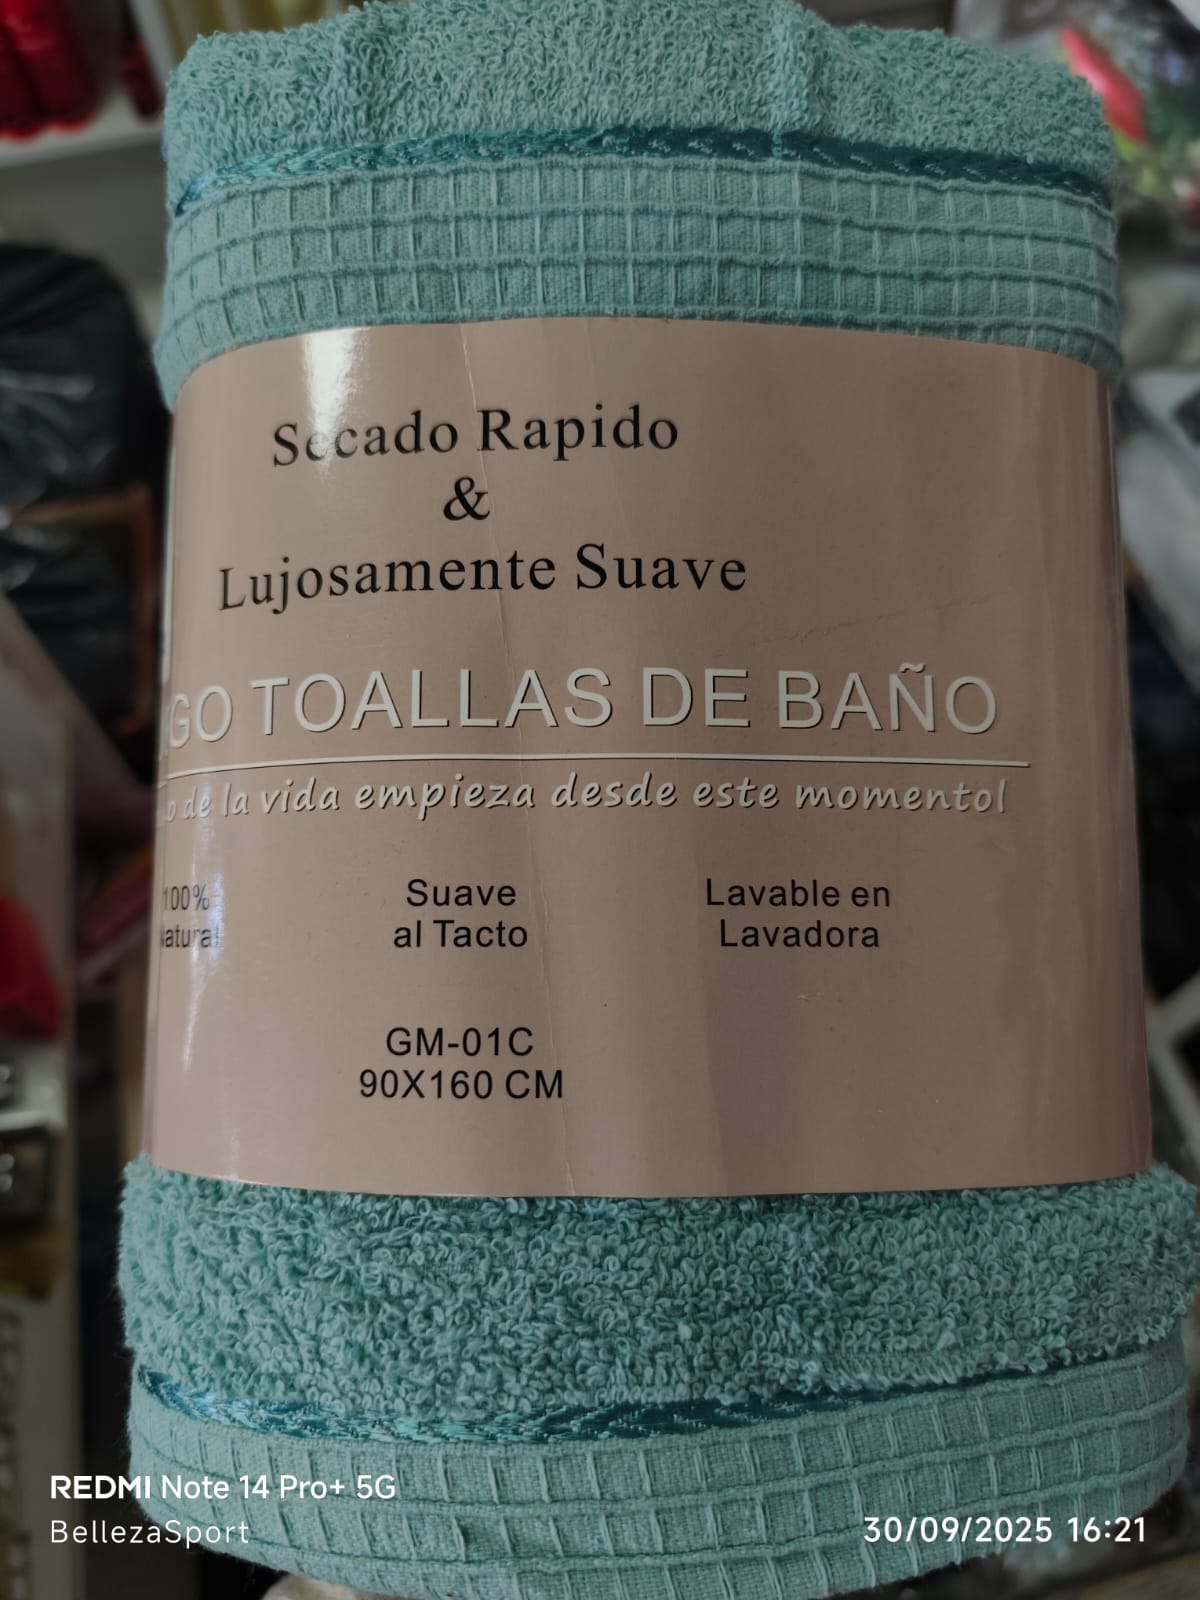 Secado Rapido
&
Lujosamente Suave
TOALLAS DE BAÑO
de la vida empieza desde este momento!
100%
Suave
al Tacto
Lavable en
Lavadora
GM-01C
90X160 CM
REDMI Note 14 Pro+ 5G
BellezaSport
30/09/2025 16:21